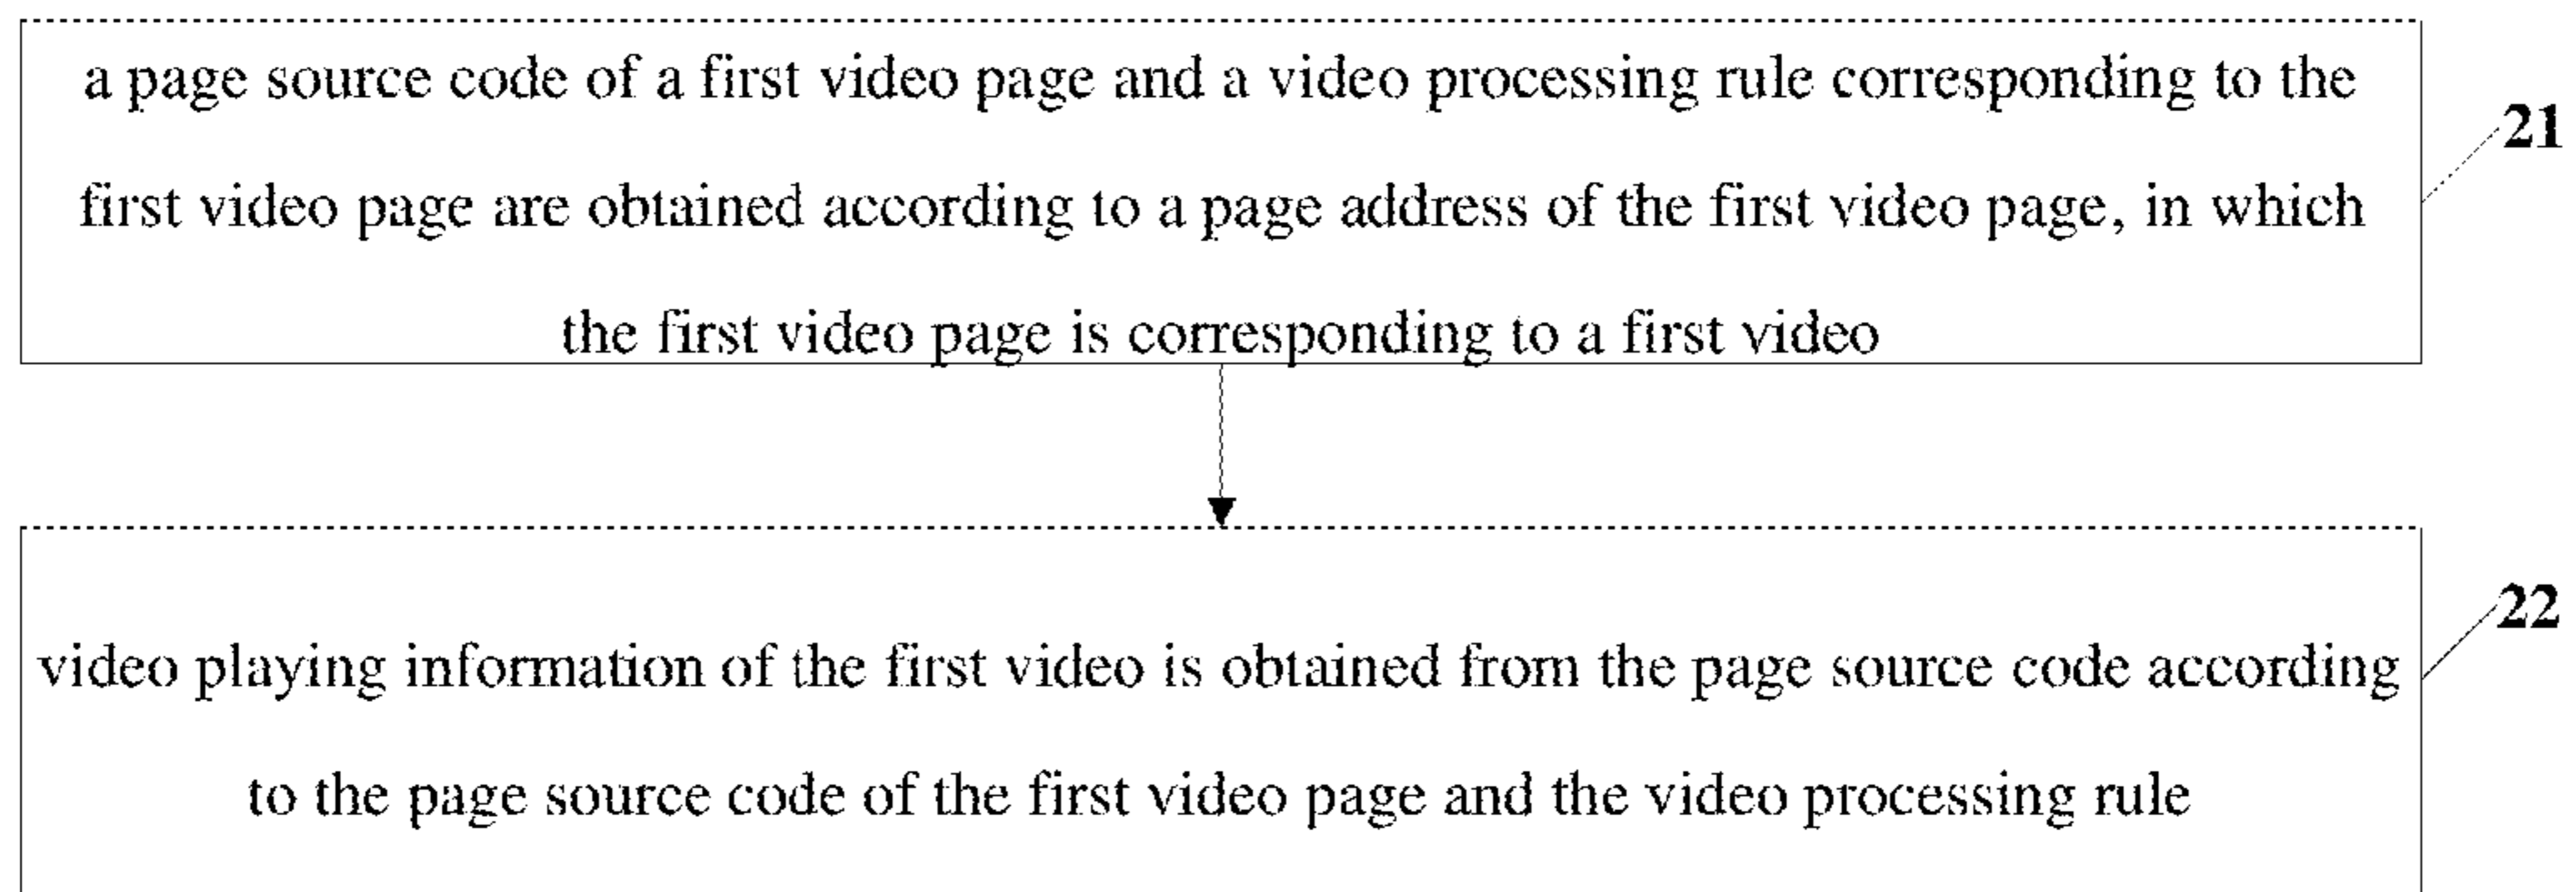 a page source code of a first video page and a video processing rule corresponding to the
21
first video page are obtained according to a page address of the first video page, in which
the first video page is corresponding to a first video
22
video playing information of the first video is obtained from the page source code according
to the page source code of the first video page and the video processing rule